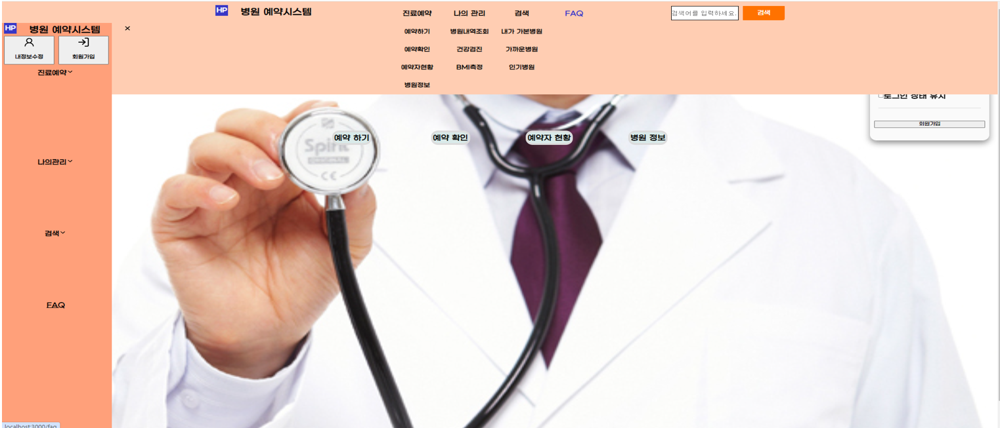 HP 병원 예약시스템 진료예약 나의 관리 검색 FAQ 검색어를 입력하세요. 검색
예약하기 병원내역조회 내가 가본병원
예약확인 건강검진 가까운병원
예약자현황 BMI측정 인기병원
병원정보
HP 병원 예약시스템 ×
내정보수정 회원가입
진료예약
나의관리
검색
FAQ
로그인 상태 유지
회원가입
예약 하기 예약 확인 예약자 현황 병원 정보
Spirit
ORIGINAL
CE
localhost:3000/faq